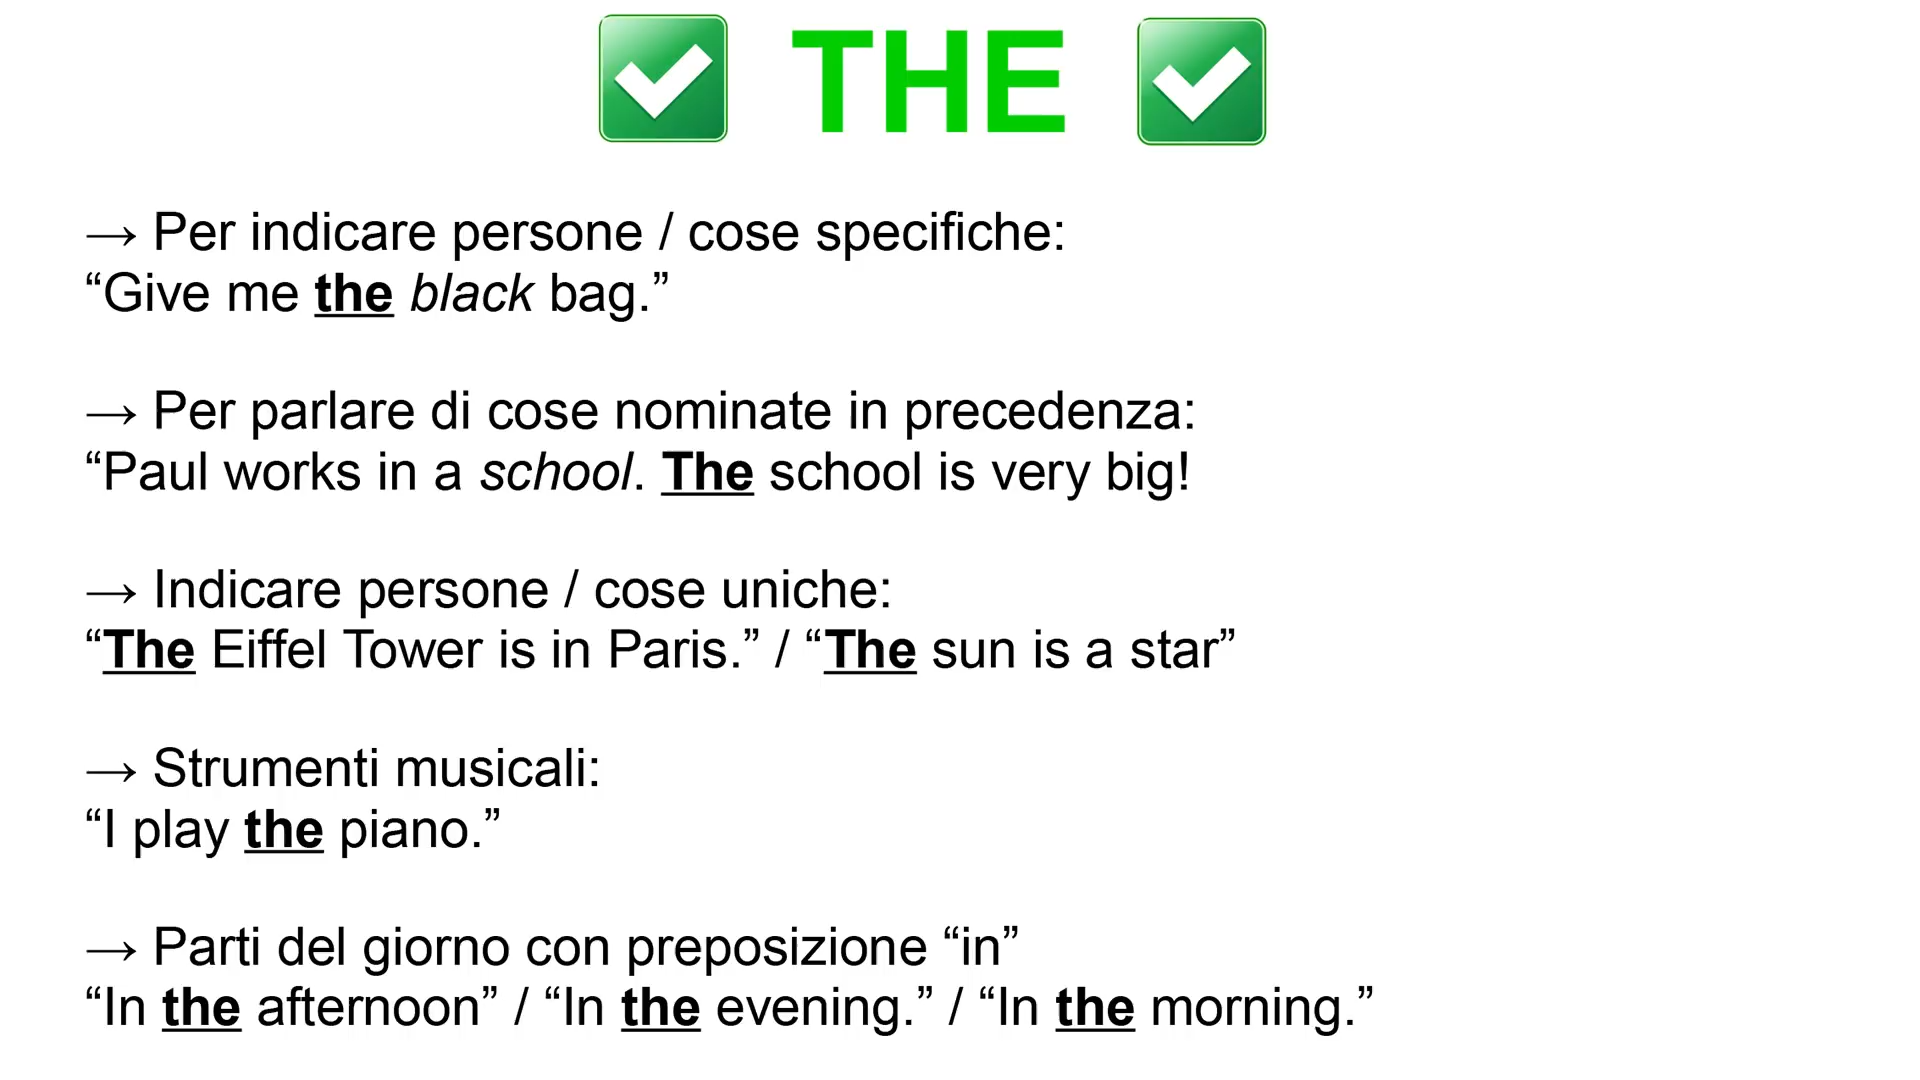 THE
→ Per indicare persone / cose specifiche:
“Give me the black bag.”
→ Per parlare di cose nominate in precedenza:
“Paul works in a school. The school is very big!
→ Indicare persone / cose uniche:
“The Eiffel Tower is in Paris.” / “The sun is a star”
→ Strumenti musicali:
“I play the piano.”
→ Parti del giorno con preposizione “in”
“In the afternoon” / “In the evening.” / “In the morning.”